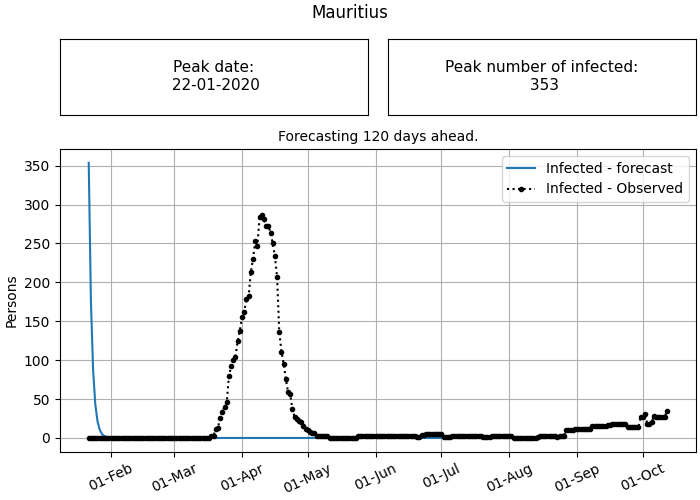 Mauritius
Peak date:
22-01-2020
Peak number of infected:
353
Forecasting 120 days ahead.
Infected - forecast
Infected - Observed
Persons
350
300
250
200
150
100
50
0
01-Feb
01-Mar
01-Apr
01-May
01-Jun
01-Jul
01-Aug
01-Sep
01-Oct